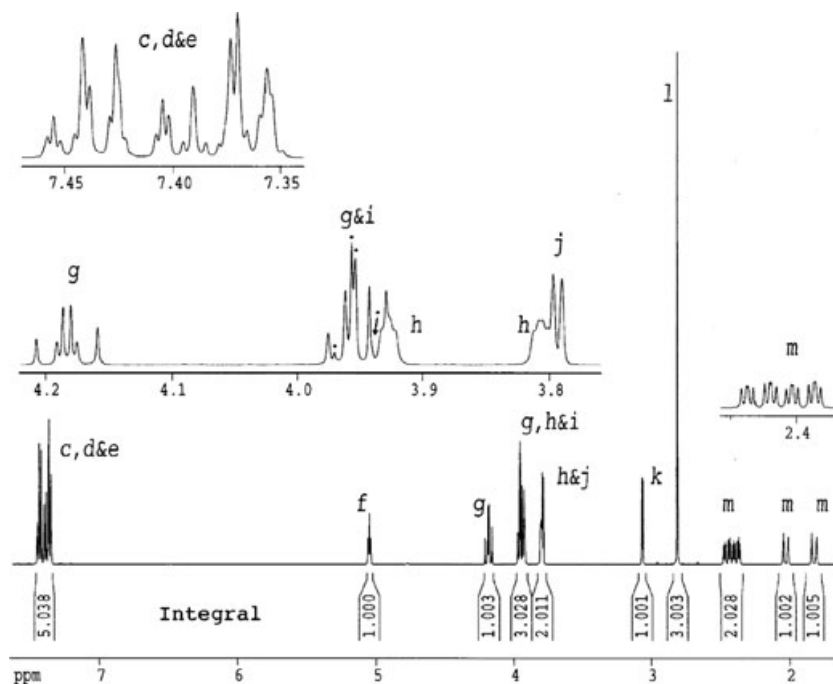 c,d&e
l
7.45 7.40 7.35
g&i
g
i
h
h
j
4.2 4.1 4.0 3.9 3.8
m
2.4
c,d&e
g,h&i
h&j
f
g
k
m
m
m
Integral
5.038
1.000
1.003
3.028
2.011
1.001
3.003
2.028
1.002
1.005
ppm 7 6 5 4 3 2